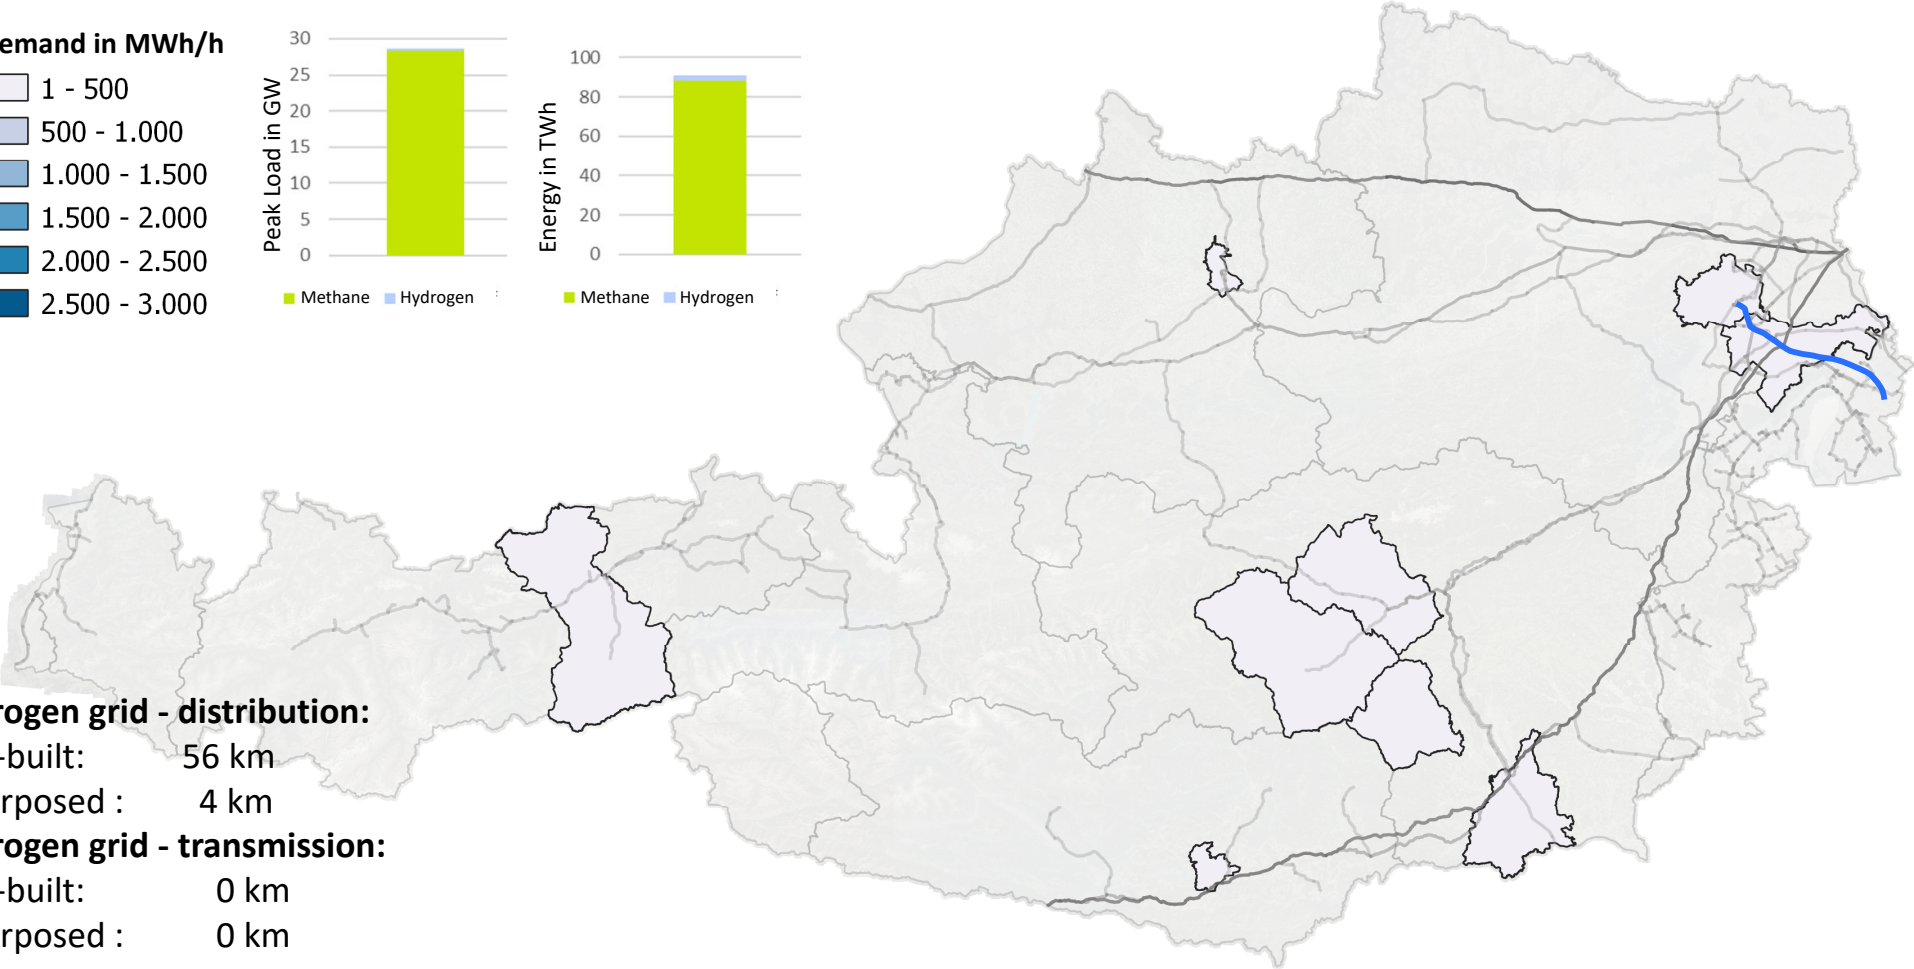 emand in MWh/h
1 - 500
500 - 1.000
1.000 - 1.500
1.500 - 2.000
2.000 - 2.500
2.500 - 3.000
Peak Load in GW
30
25
20
15
10
5
0
Methane Hydrogen
Energy in TWh
100
80
60
40
20
0
Methane Hydrogen
rogen grid - distribution:
-built: 56 km
rposed : 4 km
rogen grid - transmission:
-built: 0 km
rposed : 0 km